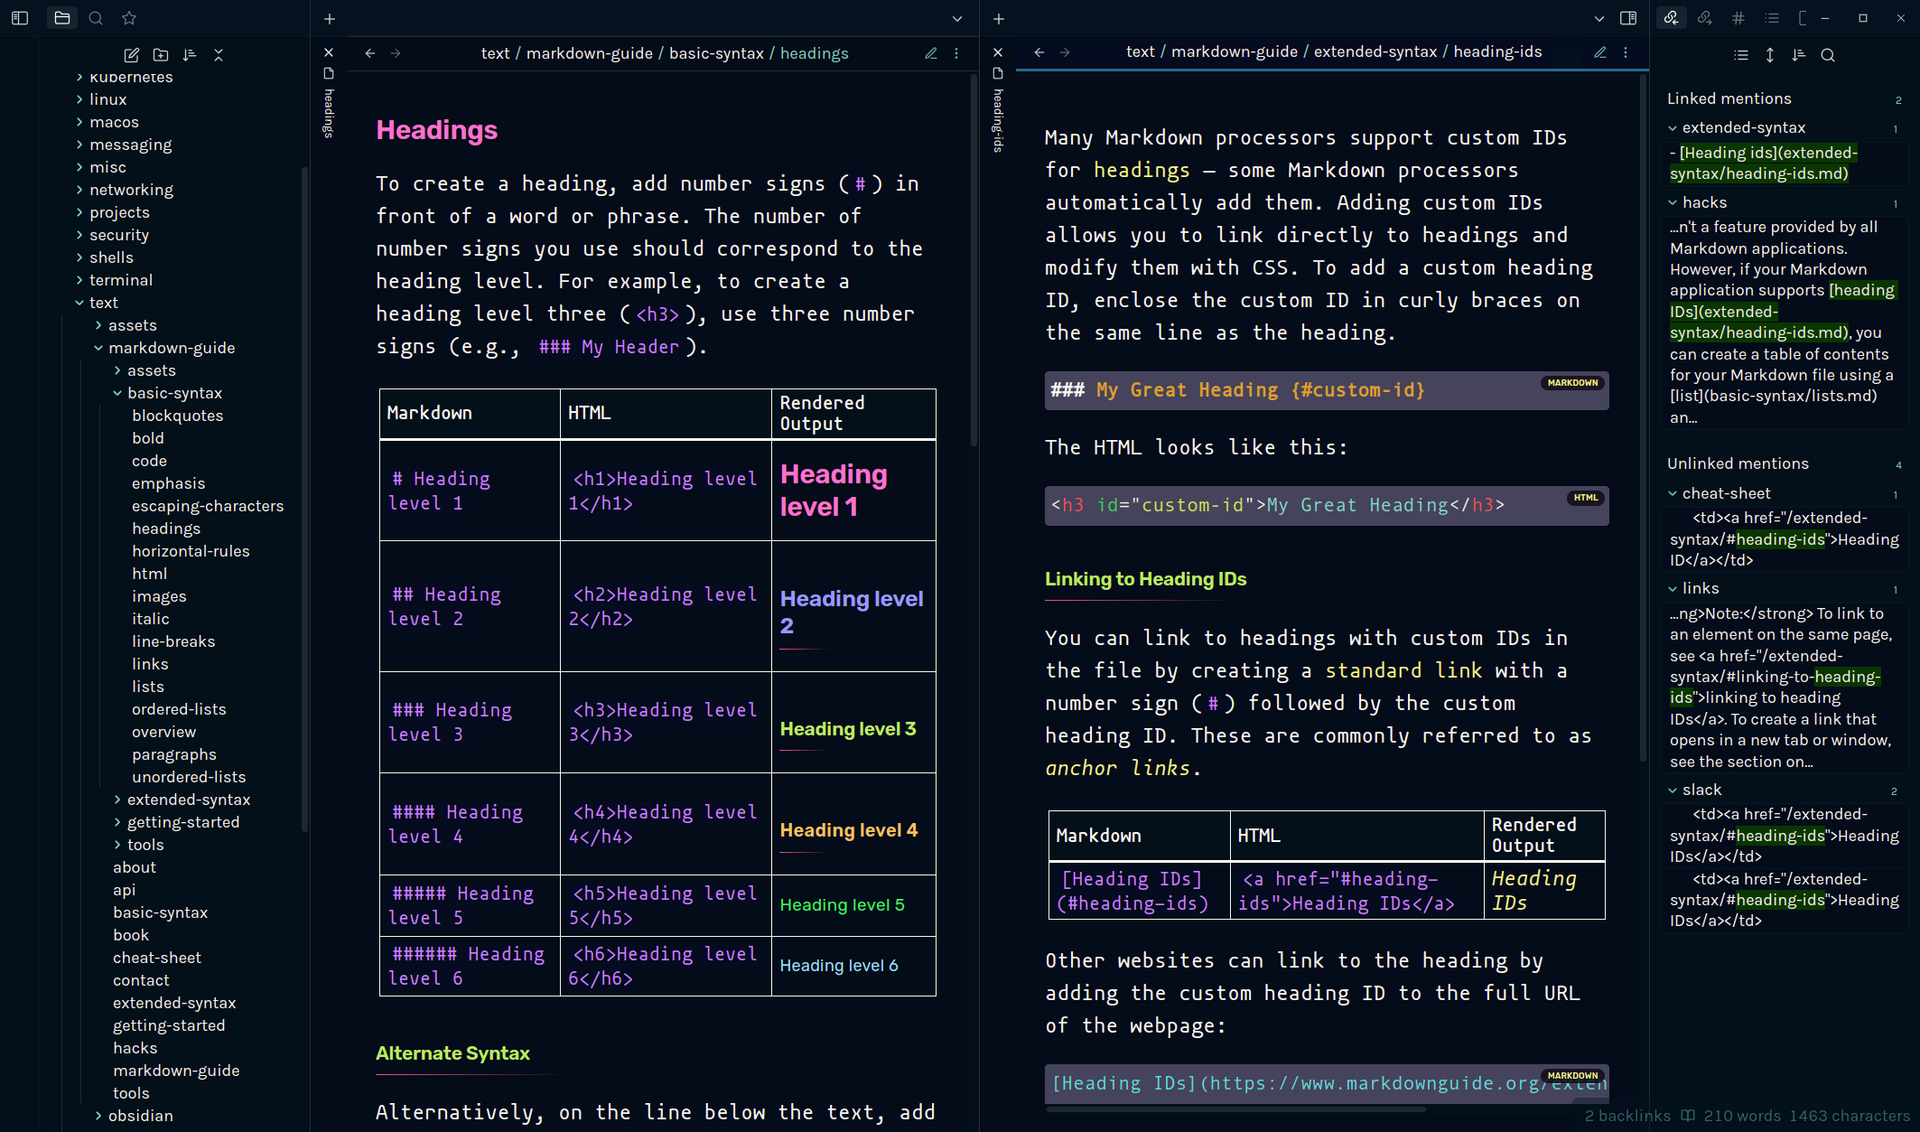 kubernetes
linux
macos
messaging
misc
networking
projects
security
shells
terminal
text
assets
markdown-guide
assets
basic-syntax
blockquotes
bold
code
emphasis
escaping-characters
headings
horizontal-rules
html
images
italic
line-breaks
links
lists
ordered-lists
overview
paragraphs
unordered-lists
extended-syntax
getting-started
tools
about
api
basic-syntax
book
cheat-sheet
contact
extended-syntax
getting-started
hacks
markdown-guide
tools
obsidian
headings
text / markdown-guide / basic-syntax / headings
Headings
To create a heading, add number signs (#) in
front of a word or phrase. The number of
number signs you use should correspond to the
heading level. For example, to create a
heading level three (<h3>), use three number
signs (e.g., ### My Header).
Markdown HTML Rendered
Output
# Heading
level 1
<h1>Heading level
1</h1>
Heading
level 1
## Heading
level 2
<h2>Heading level
2</h2>
Heading level
2
### Heading
level 3
<h3>Heading level
3</h3>
Heading level 3
#### Heading
level 4
<h4>Heading level
4</h4>
Heading level 4
##### Heading
level 5
<h5>Heading level
5</h5>
Heading level 5
###### Heading
level 6
<h6>Heading level
6</h6>
Heading level 6
Alternate Syntax
Alternatively, on the line below the text, add
heading-ids
text / markdown-guide / extended-syntax / heading-ids
Many Markdown processors support custom IDs
for headings — some Markdown processors
automatically add them. Adding custom IDs
allows you to link directly to headings and
modify them with CSS. To add a custom heading
ID, enclose the custom ID in curly braces on
the same line as the heading.
### My Great Heading {#custom-id}
MARKDOWN
The HTML looks like this:
<h3 id="custom-id">My Great Heading</h3>
HTML
Linking to Heading IDs
You can link to headings with custom IDs in
the file by creating a standard link with a
number sign (#) followed by the custom
heading ID. These are commonly referred to as
anchor links.
Markdown HTML Rendered
Output
[Heading IDs]
(#heading-ids)
<a href="#heading-
ids">Heading IDs</a>
Heading
IDs
Other websites can link to the heading by
adding the custom heading ID to the full URL
of the webpage:
[Heading IDs](https://www.markdownguide.org/exten
MARKDOWN
Linked mentions 2
extended-syntax 1
- [Heading ids](extended-
syntax/heading-ids.md)
hacks 1
...n't a feature provided by all
Markdown applications.
However, if your Markdown
application supports [heading
IDs](extended-
syntax/heading-ids.md), you
can create a table of contents
for your Markdown file using a
[list](basic-syntax/lists.md)
an...
Unlinked mentions 4
cheat-sheet 1
<td><a href="/extended-
syntax/#heading-ids">Heading
ID</a></td>
links 1
...ng>Note:</strong> To link to
an element on the same page,
see <a href="/extended-
syntax/#linking-to-heading-
ids">linking to heading
IDs</a>. To create a link that
opens in a new tab or window,
see the section on...
slack 2
<td><a href="/extended-
syntax/#heading-ids">Heading
IDs</a></td>
<td><a href="/extended-
syntax/#heading-ids">Heading
IDs</a></td>
2 backlinks 210 words 1463 characters